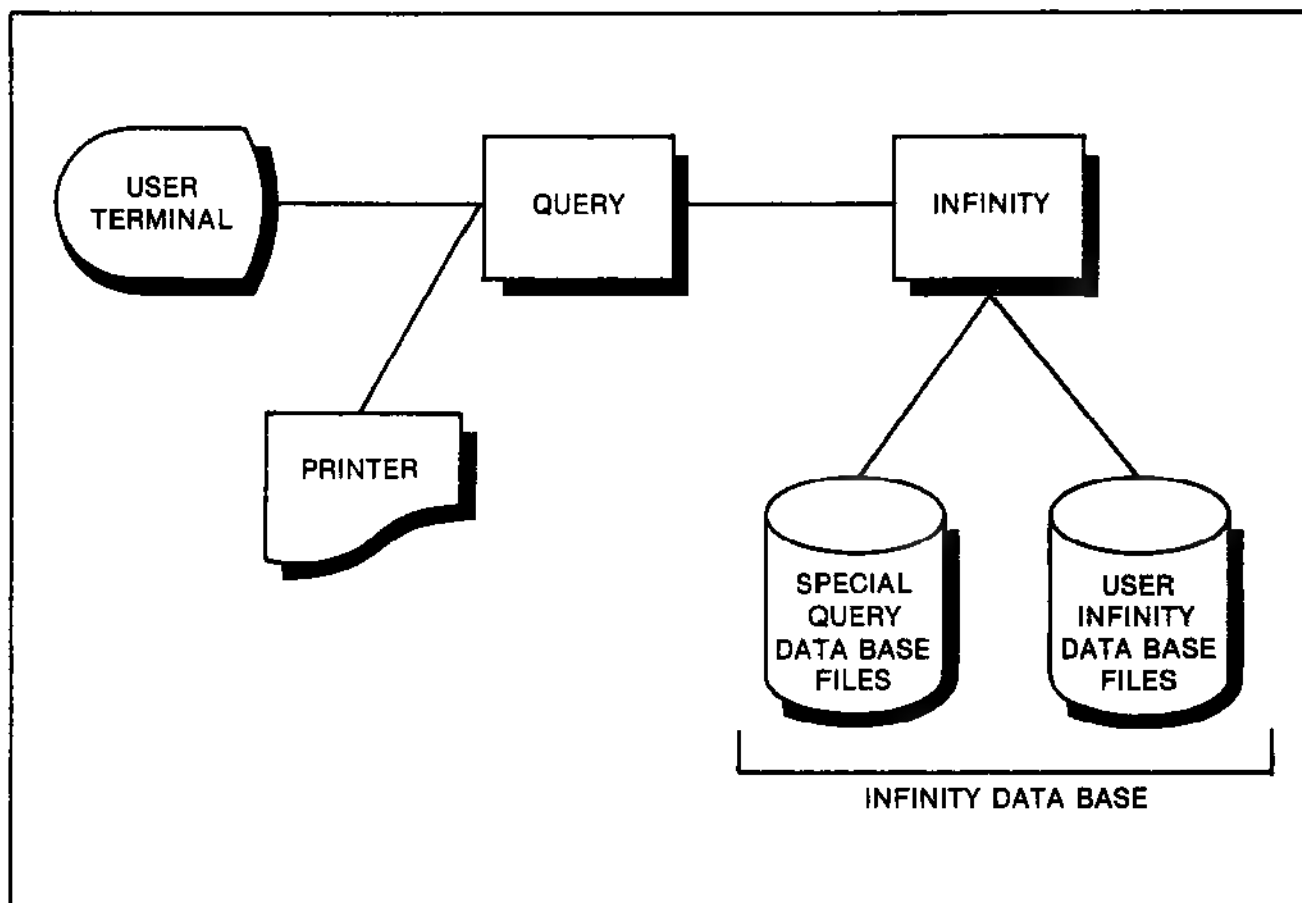 USER
TERMINAL
QUERY
INFINITY
PRINTER
SPECIAL
QUERY
DATA BASE
FILES
USER
INFINITY
DATA BASE
FILES
INFINITY DATA BASE